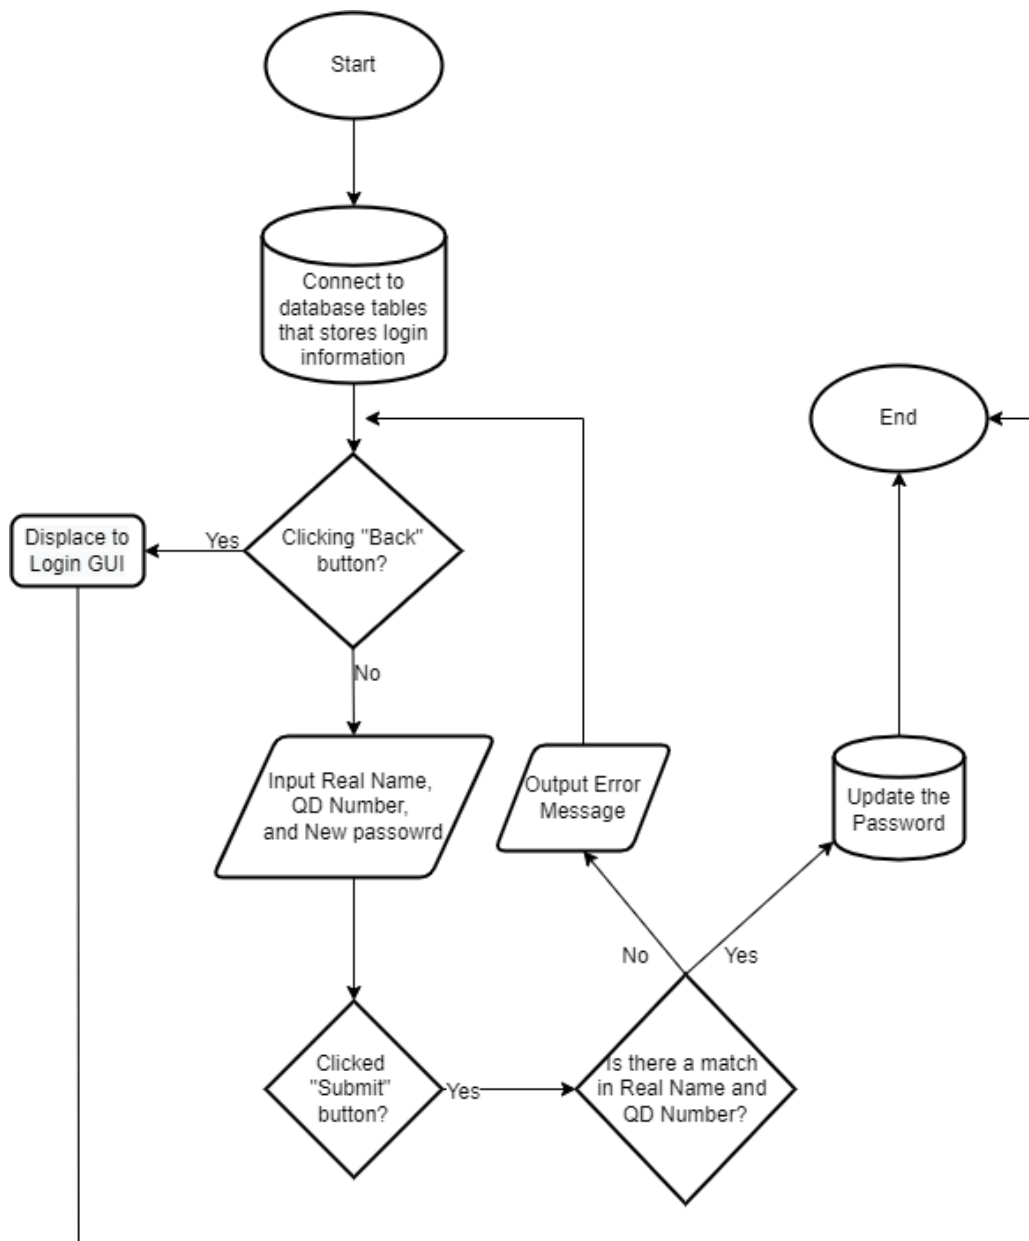 Start
Connect to
database tables
that stores login
information
End
Clicking "Back"
button?
Yes
Displace to
Login GUI
No
Input Real Name,
QD Number,
and New passowrd
Output Error
Message
Update the
Password
No
Yes
Clicked
"Submit"
button?
Yes
Is there a match
in Real Name and
QD Number?